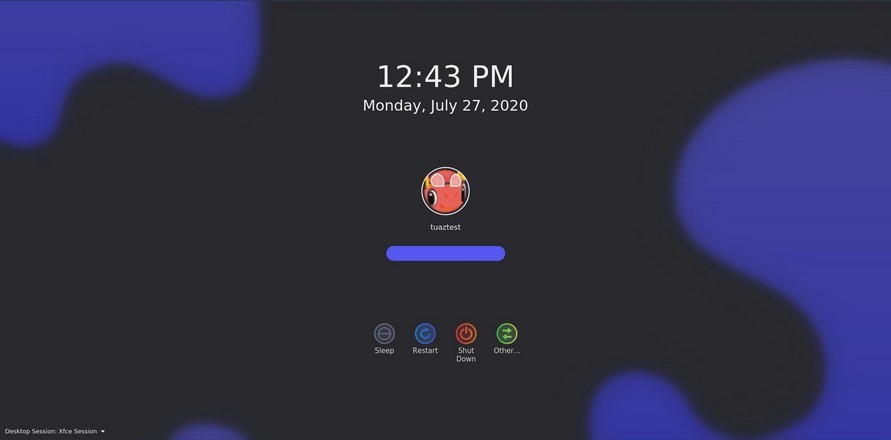 12:43 PM
Monday, July 27, 2020
tuaztest
Sleep
Restart
Shut
Down
Other...
Desktop Session: Xfce Session